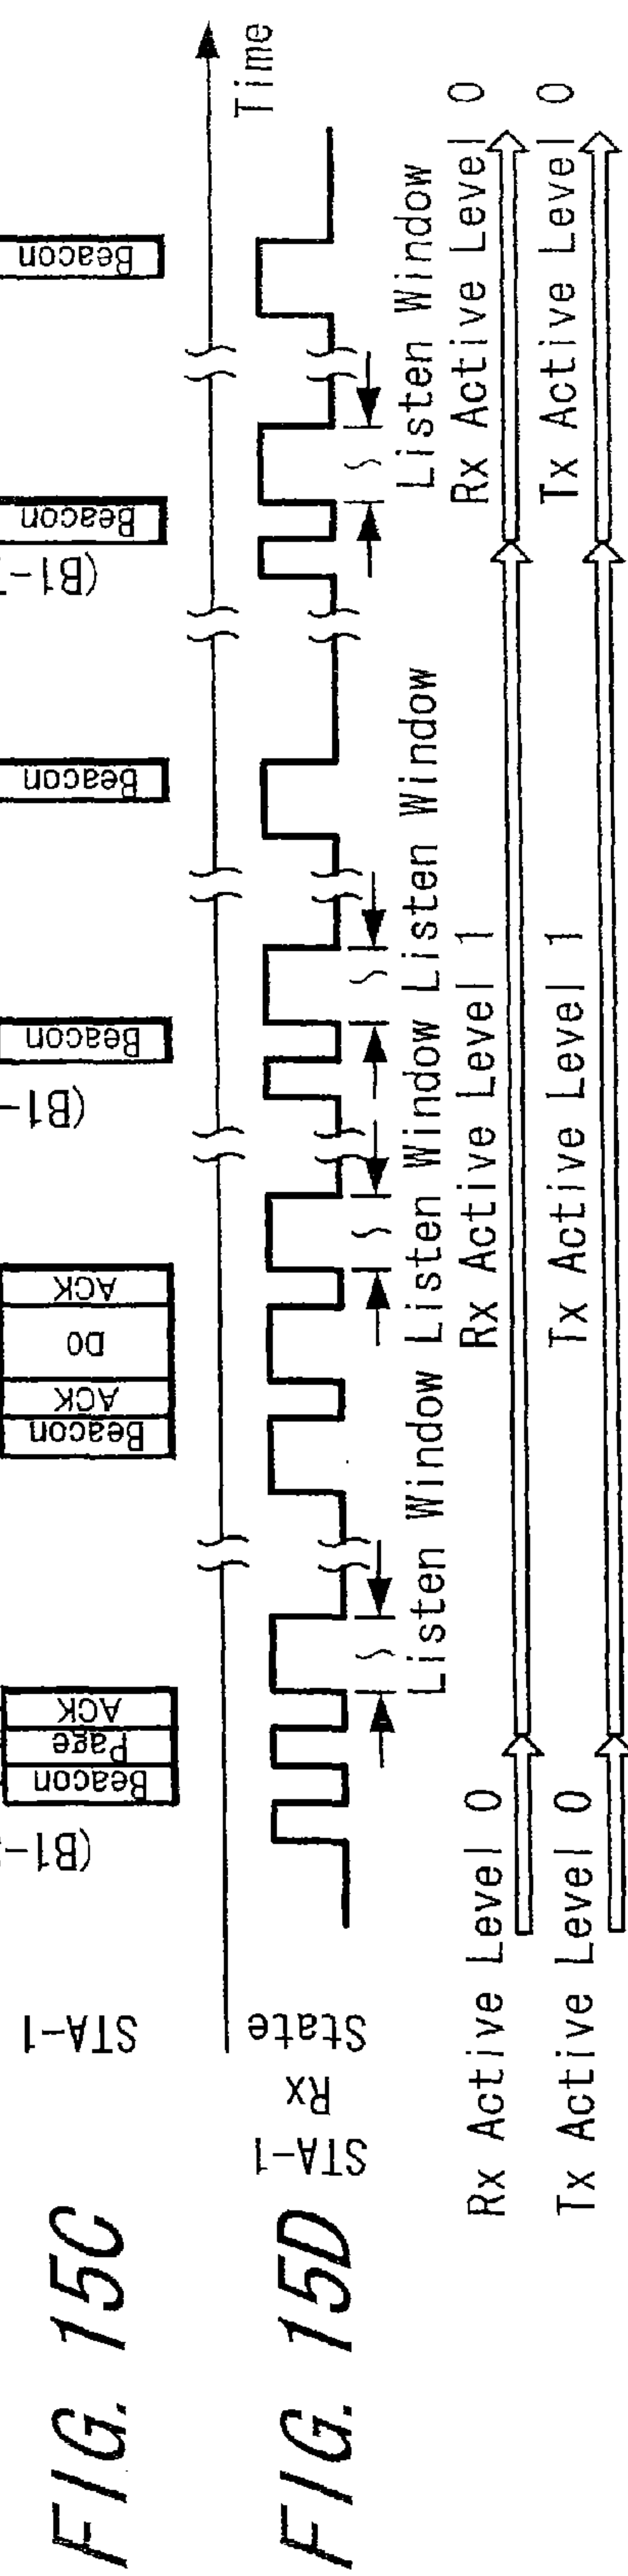 FIG. 15C
STA-1
(B1-
Beacon
Page
ACK
Beacon
ACK
D0
ACK
(B1-
Beacon
Beacon
(B1-
Beacon
Beacon
Time
FIG. 15D
STA-1
Rx
State
Listen Window
Listen Window
Listen Window
Listen Window
Rx Active Level 0
Rx Active Level 1
Rx Active Level 0
Tx Active Level 0
Tx Active Level 1
Tx Active Level 0